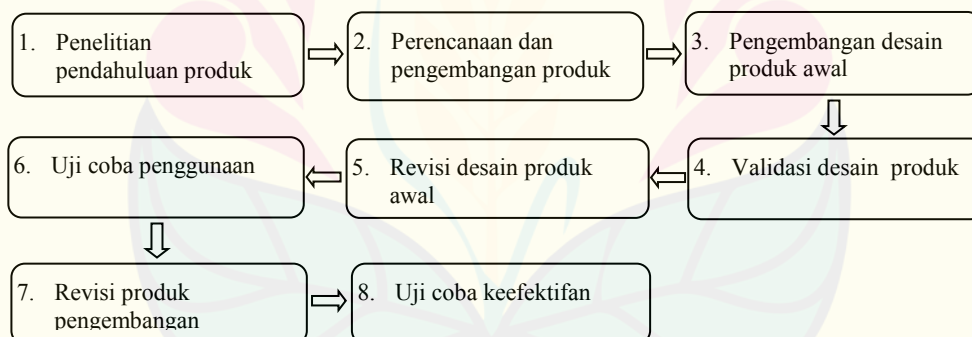 1. Penelitian
pendahuluan produk
2. Perencanaan dan
pengembangan produk
3. Pengembangan desain
produk awal
4. Validasi desain produk
5. Revisi desain produk
awal
6. Uji coba penggunaan
7. Revisi produk
pengembangan
8. Uji coba keefektifan